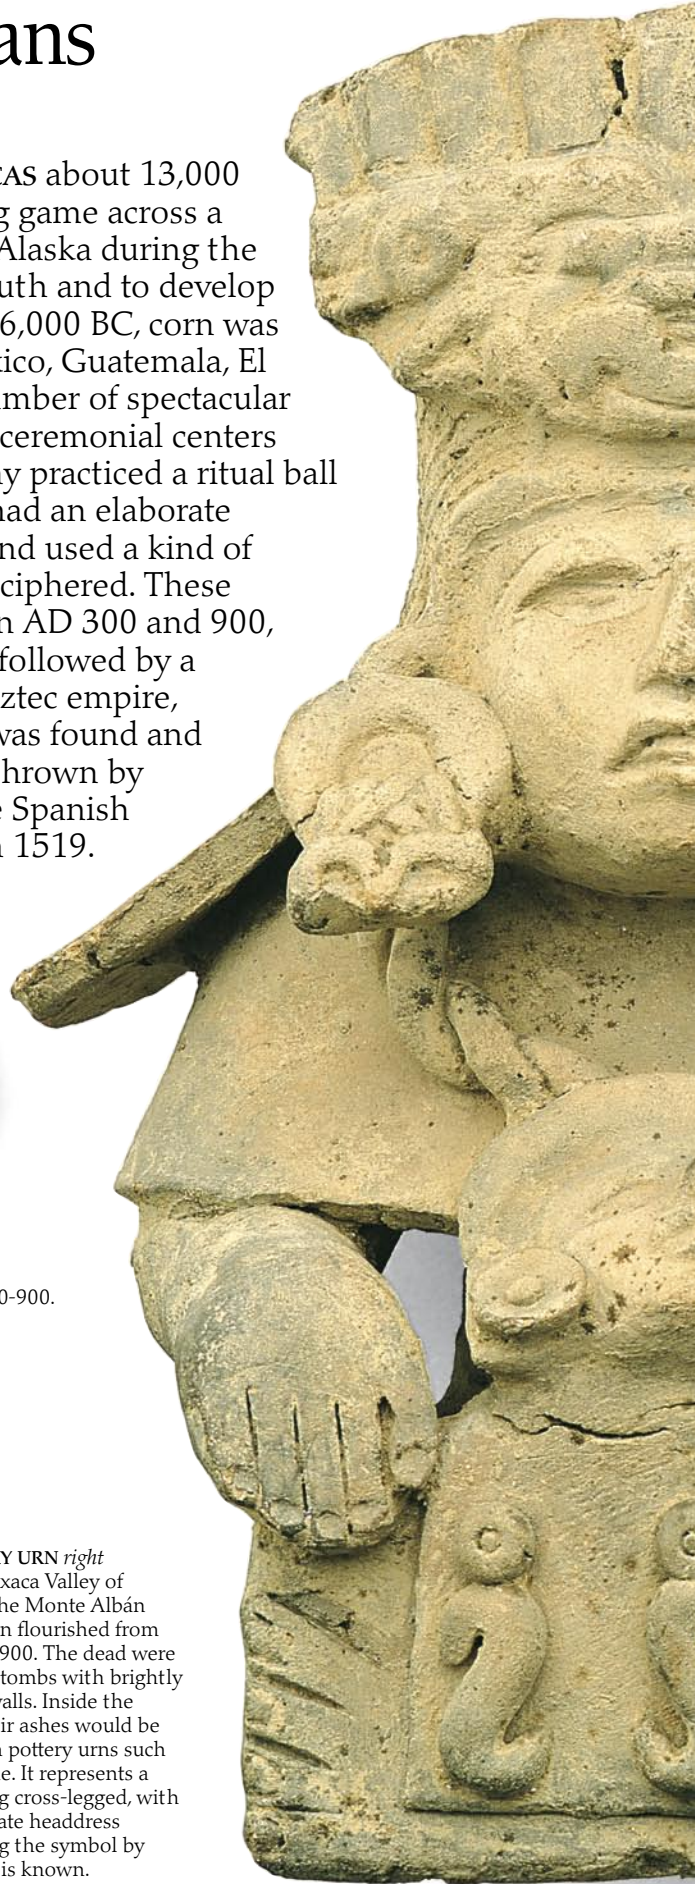 ans
CAS about 13,000
g game across a
Alaska during the
uth and to develop
6,000 BC, corn was
xico, Guatemala, El
umber of spectacular
ceremonial centers
ay practiced a ritual ball
had an elaborate
nd used a kind of
ciphered. These
n AD 300 and 900,
followed by a
ztec empire,
was found and
thrown by
e Spanish
n 1519.
0-900.
Y URN right
xaca Valley of
he Monte Albán
n flourished from
900. The dead were
tombs with brightly
valls. Inside the
ir ashes would be
n pottery urns such
e. It represents a
g cross-legged, with
ate headdress
g the symbol by
is known.